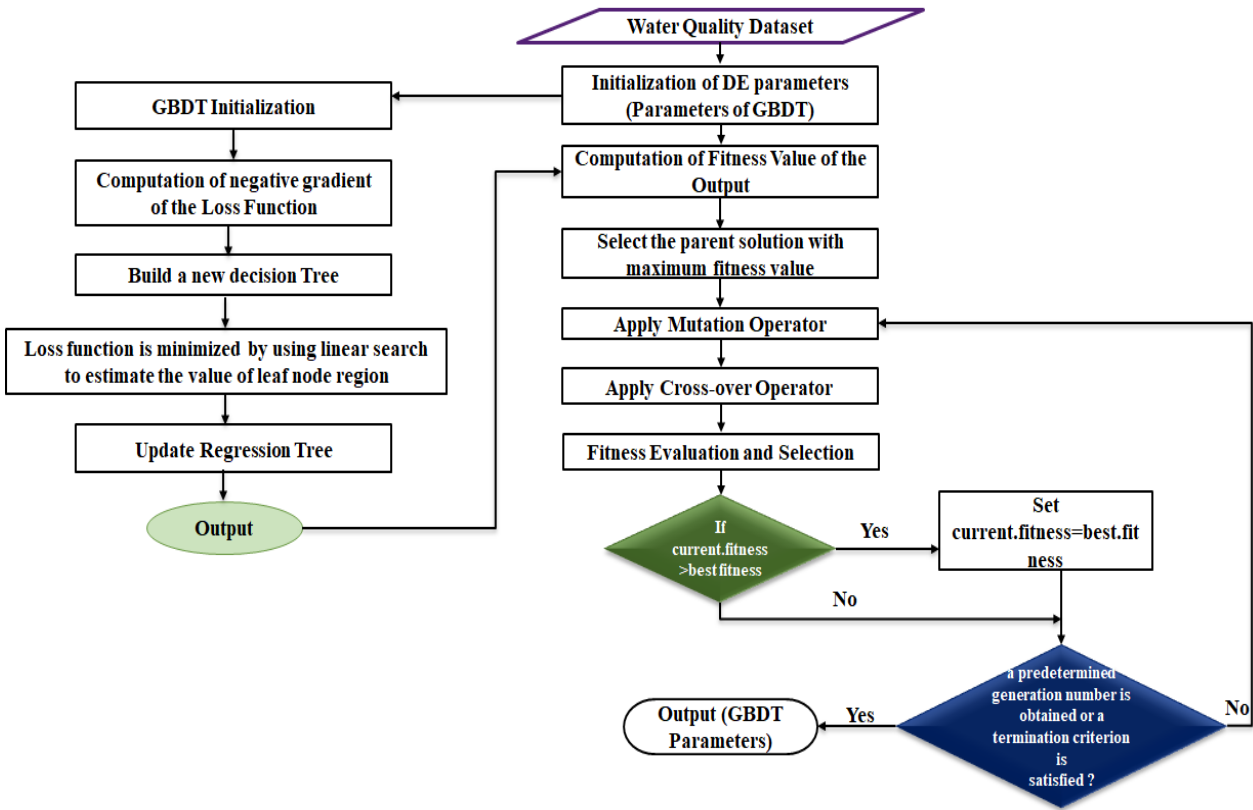 Water Quality Dataset
Initialization of DE parameters
(Parameters of GBDT)
GBDT Initialization
Computation of negative gradient
of the Loss Function
Build a new decision Tree
Loss function is minimized by using linear search
to estimate the value of leaf node region
Update Regression Tree
Output
Computation of Fitness Value of the
Output
Select the parent solution with
maximum fitness value
Apply Mutation Operator
Apply Cross-over Operator
Fitness Evaluation and Selection
If
current.fitness
>best fitness
Yes
Set
current.fitness=best.fit
ness
No
a predetermined
generation number is
obtained or a
termination criterion
is
satisfied ?
No
Yes
Output (GBDT
Parameters)